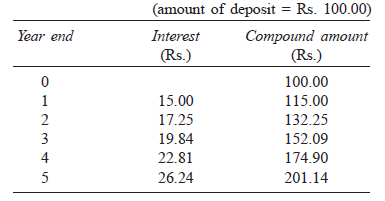 (amount of deposit = Rs. 100.00)
Year end Interest Compound amount
(Rs.) (Rs.)
0 100.00
1 15.00 115.00
2 17.25 132.25
3 19.84 152.09
4 22.81 174.90
5 26.24 201.14